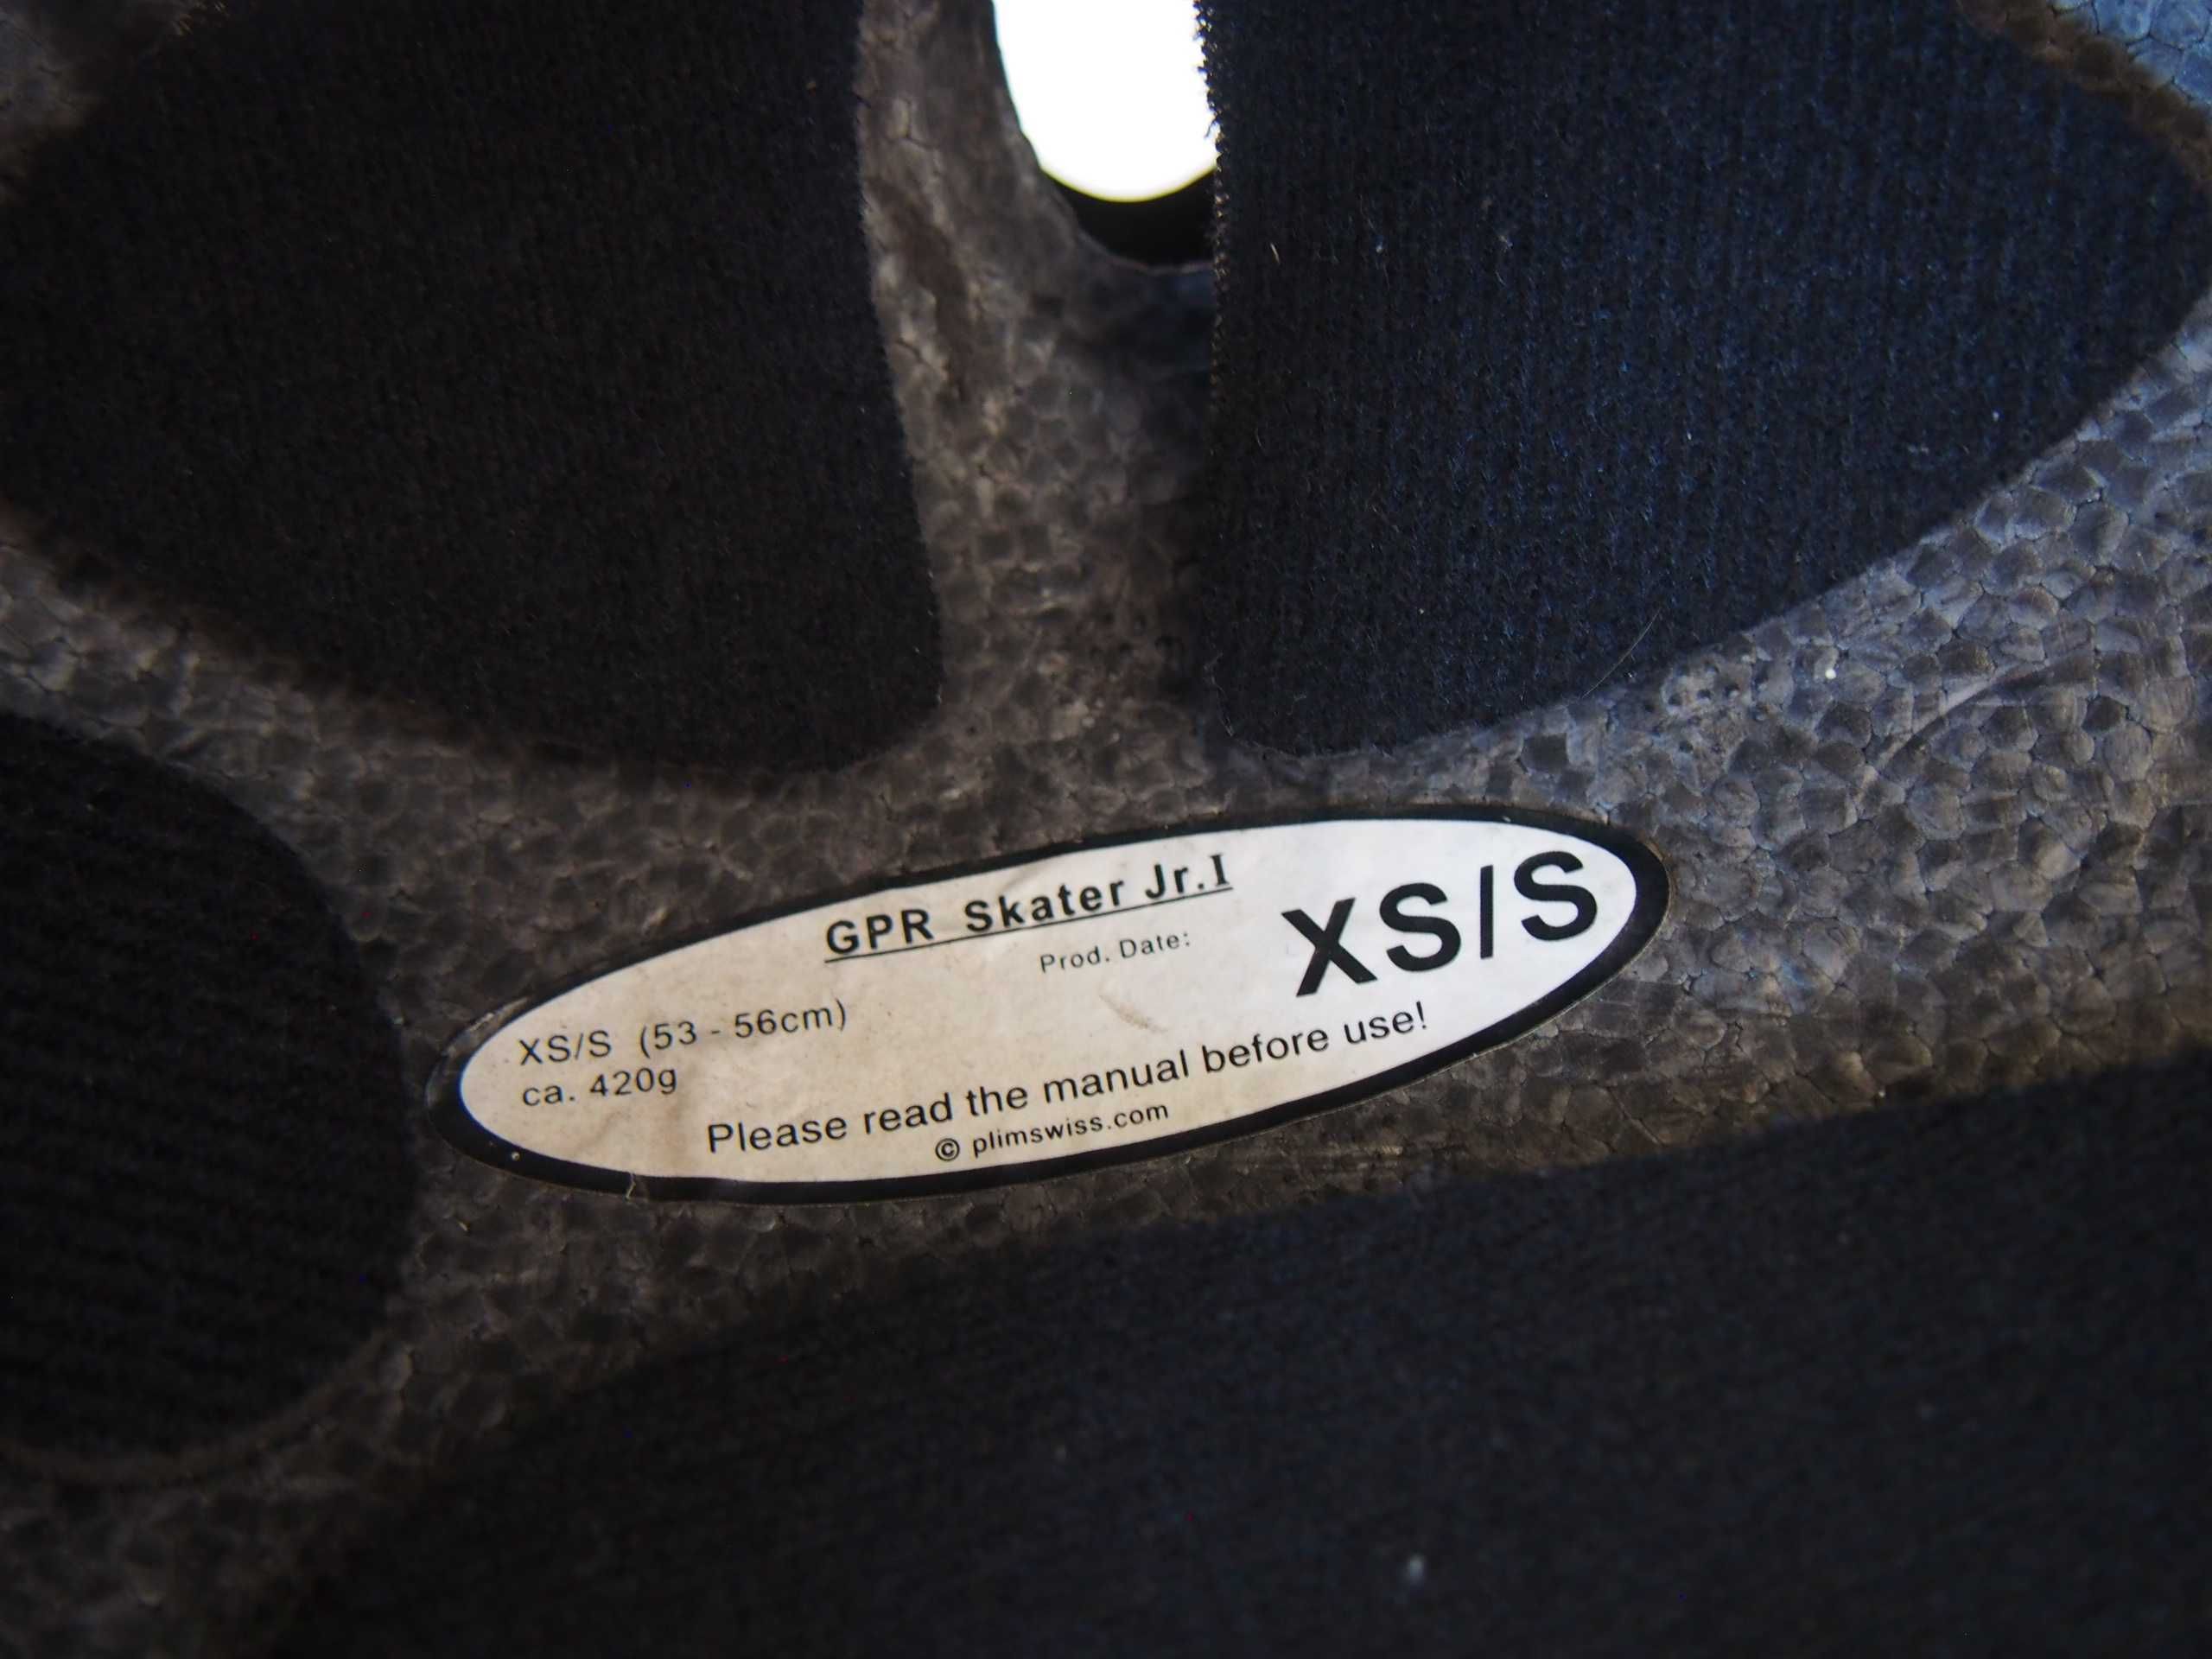 GPR Skater Jr.I
Prod. Date:
XS/S
XS/S (53 - 56cm)
ca. 420g
Please read the manual before use!
© plimswiss.com